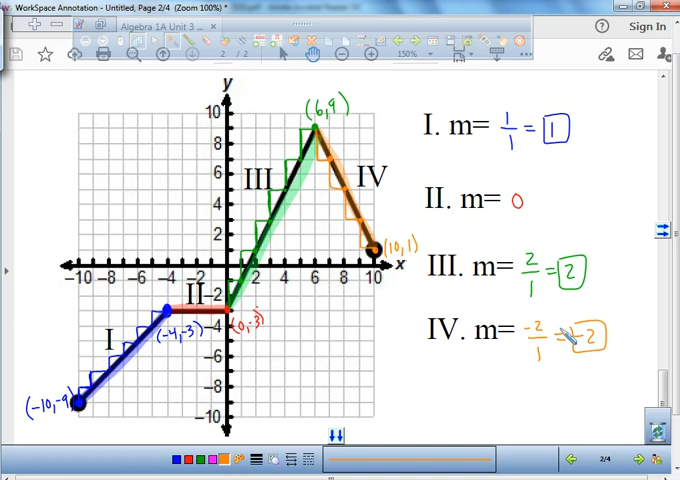 WorkSpace Annotation - Untitled, Page 2/4 (Zoom 100%) *
Algebra 1A Unit 3
Sign In
2 / 2
150%
y
(6,9)
10
8
6
4
2
III
IV
(10,1)
−10 −8 −6 −4 −2
2 4 6 8 10 x
II
−2
−4
−6
−8
−10
I
(-4,-3)
(0,-3)
(-10,-9)
I. m= 1/1 = 1
II. m= 0
III. m= 2/1 = 2
IV. m= -2/1 = -2
2/4